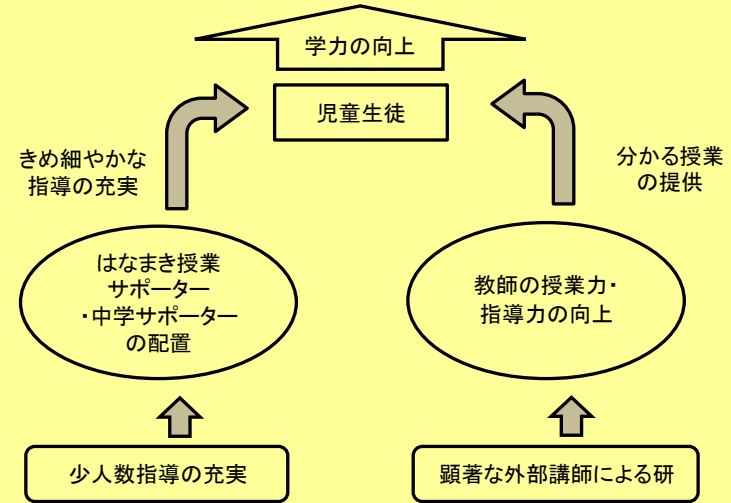 学力の向上
児童生徒
きめ細やかな
指導の充実
分かる授業
の提供
はなまき授業
サポーター
・中学サポーター
の配置
教師の授業力・
指導力の向上
少人数指導の充実
顕著な外部講師による研